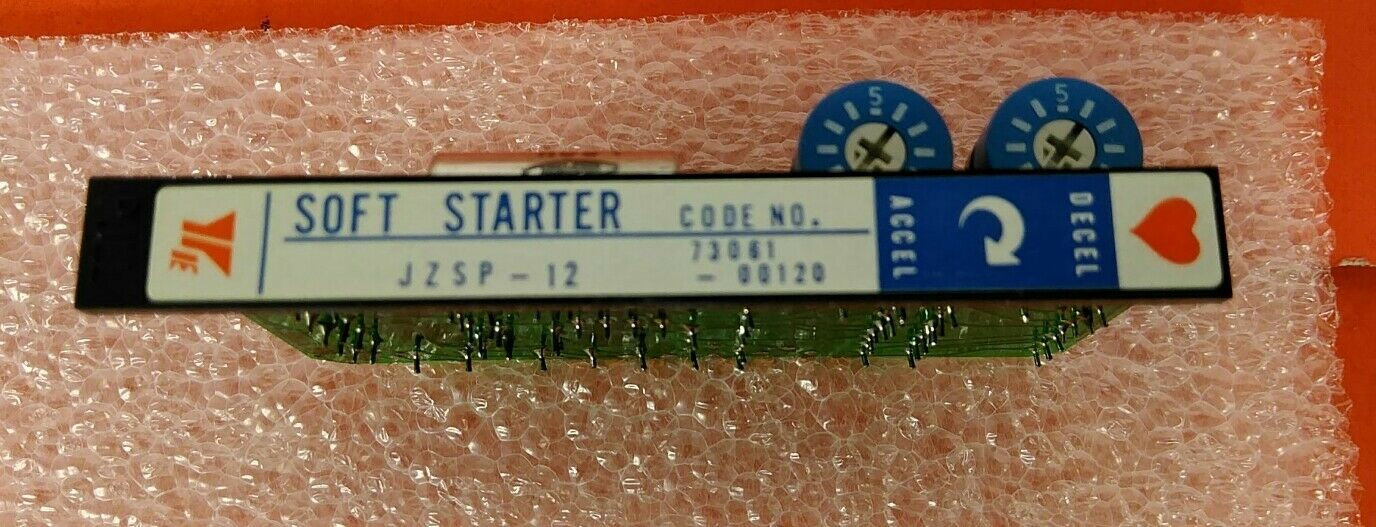 5 5
SOFT STARTER
CODE NO.
JZSP-12
73061
-00120
ACCEL
DECEL